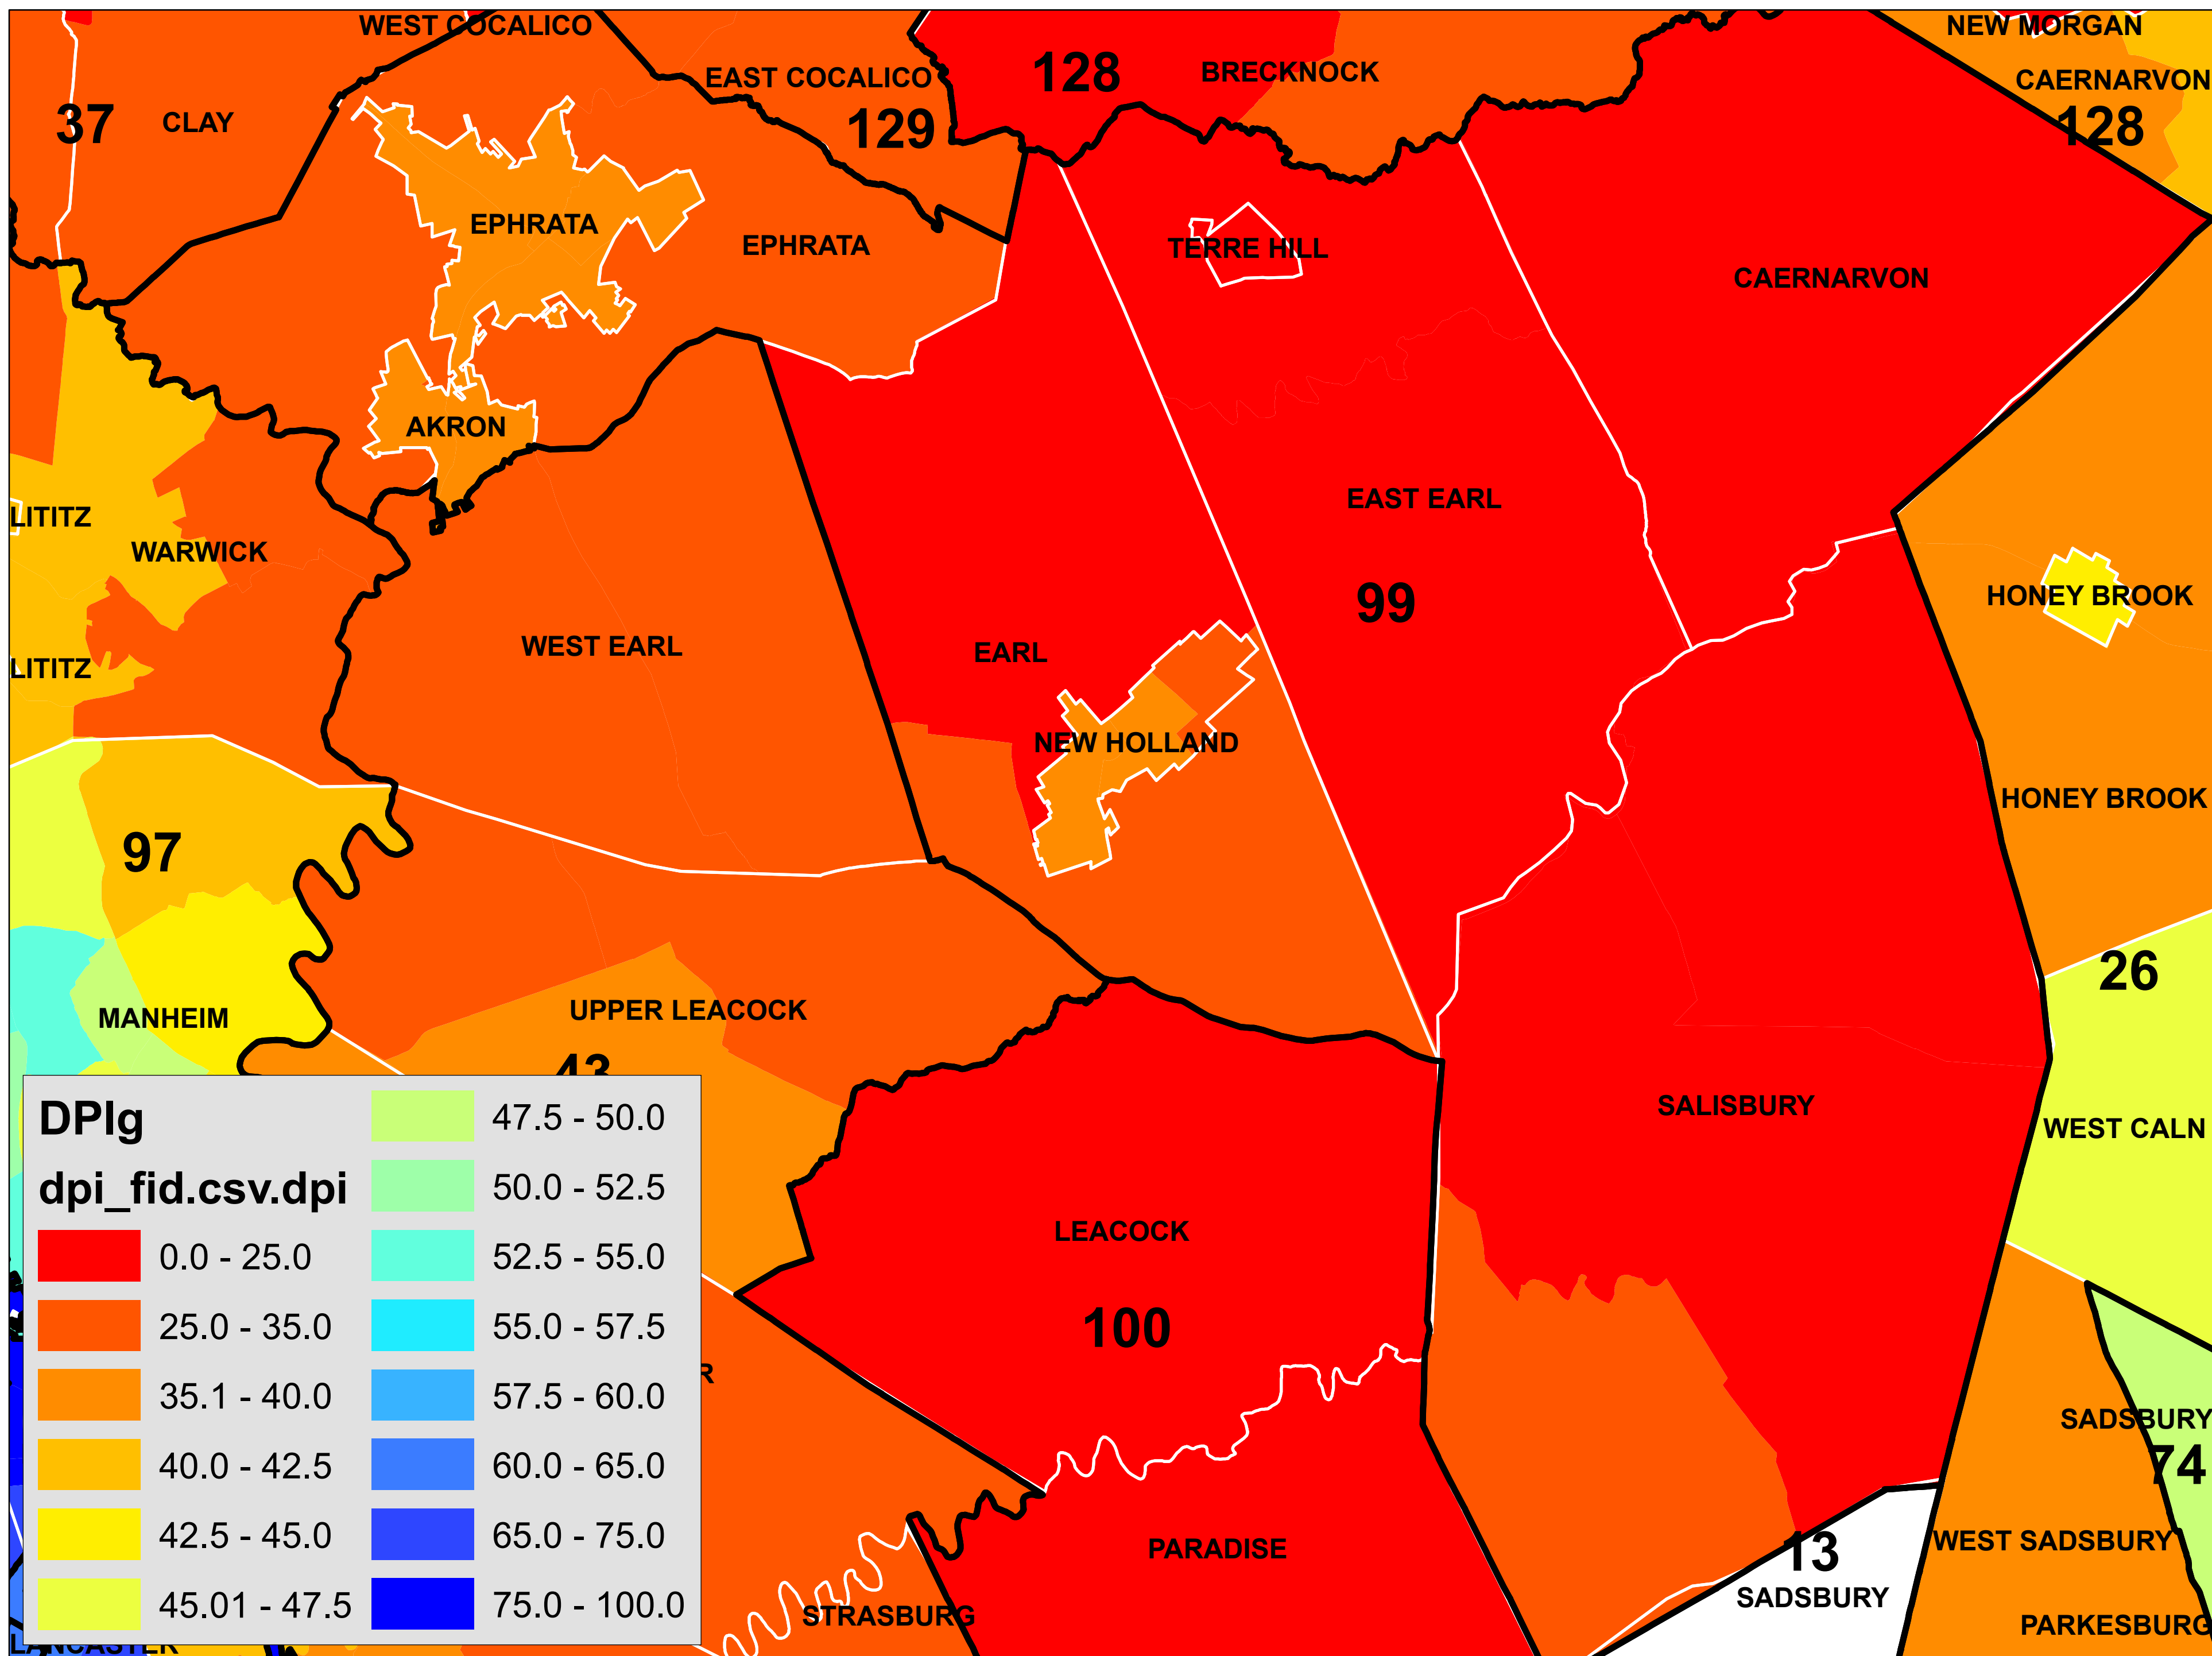 WEST COCALICO
NEW MORGAN
EAST COCALICO
128
BRECKNOCK
CAERNARVON
37
CLAY
129
128
EPHRATA
EPHRATA
TERRE HILL
CAERNARVON
AKRON
LITITZ
WARWICK
EAST EARL
HONEY BROOK
99
LITITZ
WEST EARL
EARL
NEW HOLLAND
HONEY BROOK
97
26
MANHEIM
UPPER LEACOCK
43
SALISBURY
WEST CALN
LEACOCK
100
R
SADSBURY
74
PARADISE
13
WEST SADSBURY
SADSBURY
STRASBURG
PARKESBURG
LANCASTER
DPIg
dpi_fid.csv.dpi
0.0 - 25.0
25.0 - 35.0
35.1 - 40.0
40.0 - 42.5
42.5 - 45.0
45.01 - 47.5
47.5 - 50.0
50.0 - 52.5
52.5 - 55.0
55.0 - 57.5
57.5 - 60.0
60.0 - 65.0
65.0 - 75.0
75.0 - 100.0